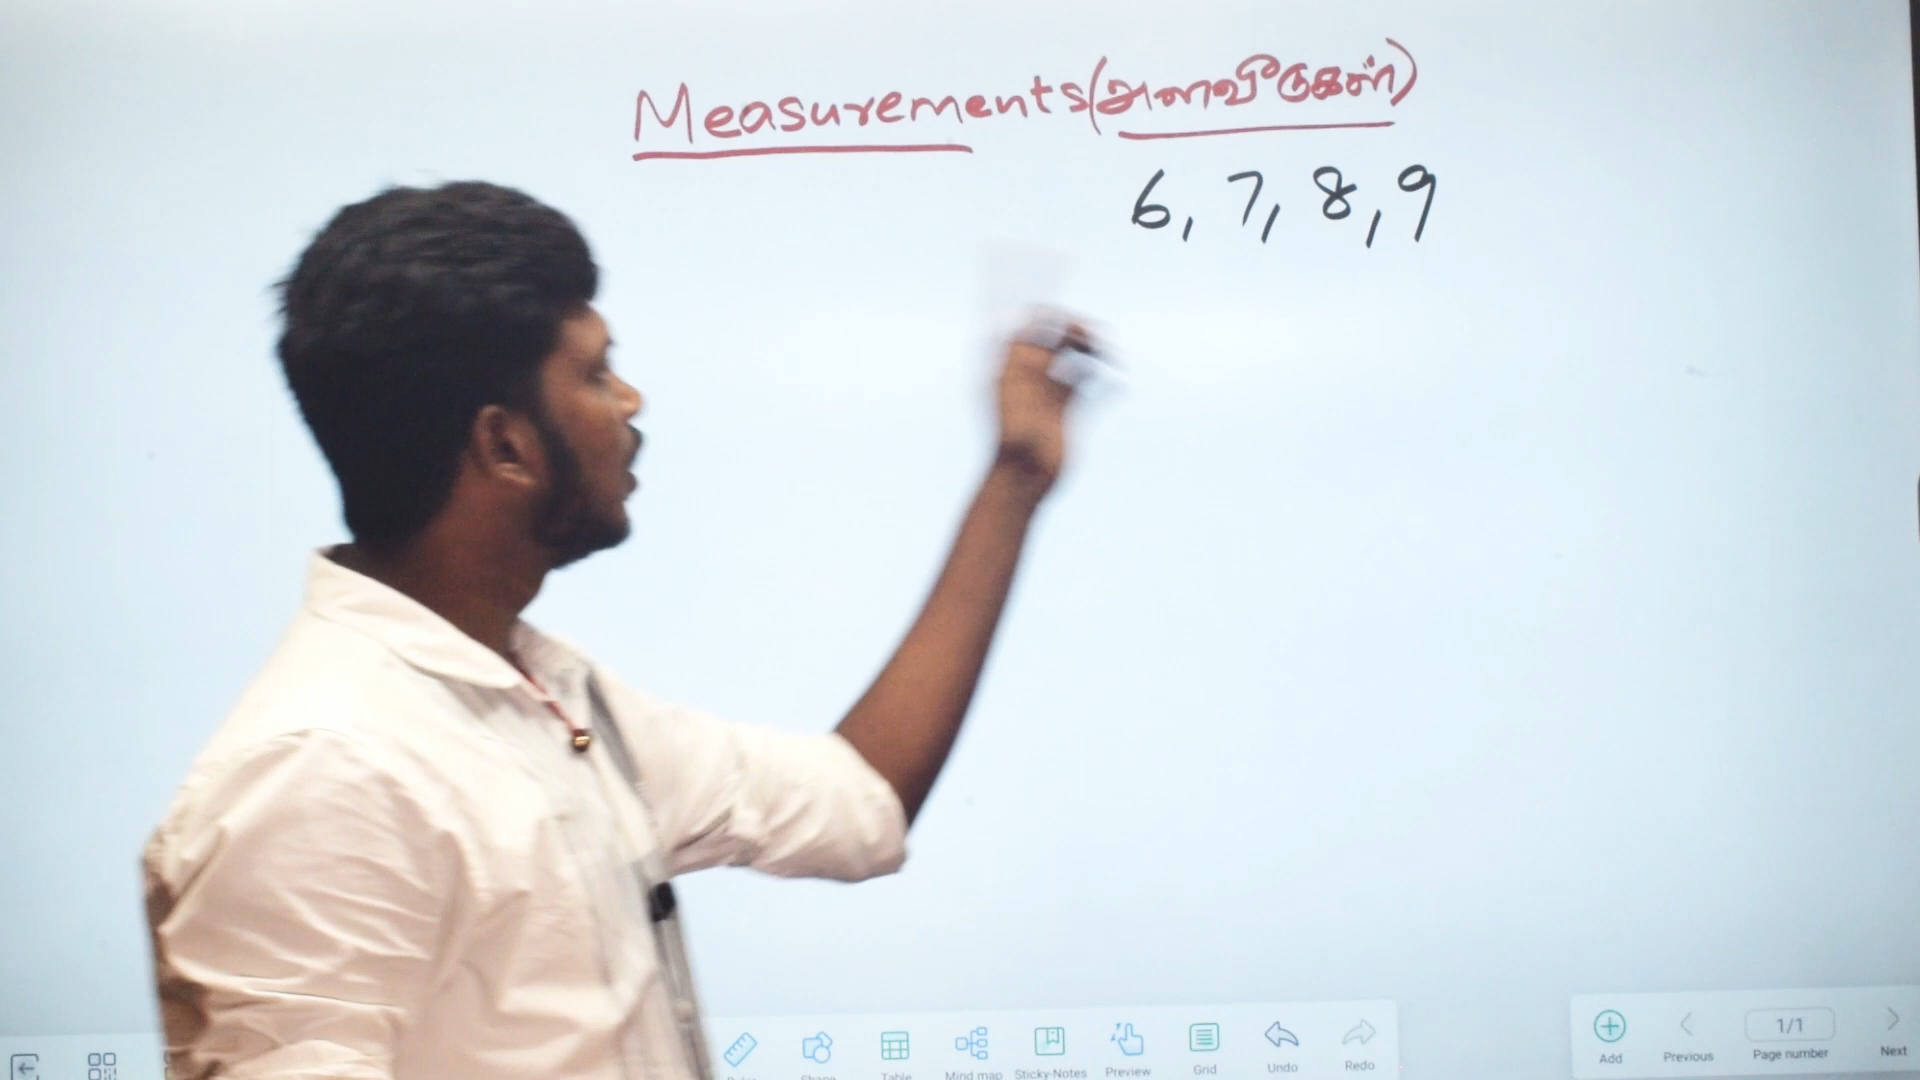 Measurements (அளவீடுகள்)
6, 7, 8, 9
Table
Mind map
Sticky-Notes
Preview
Grid
Undo
Redo
Add
Previous
1/1
Page number
Next